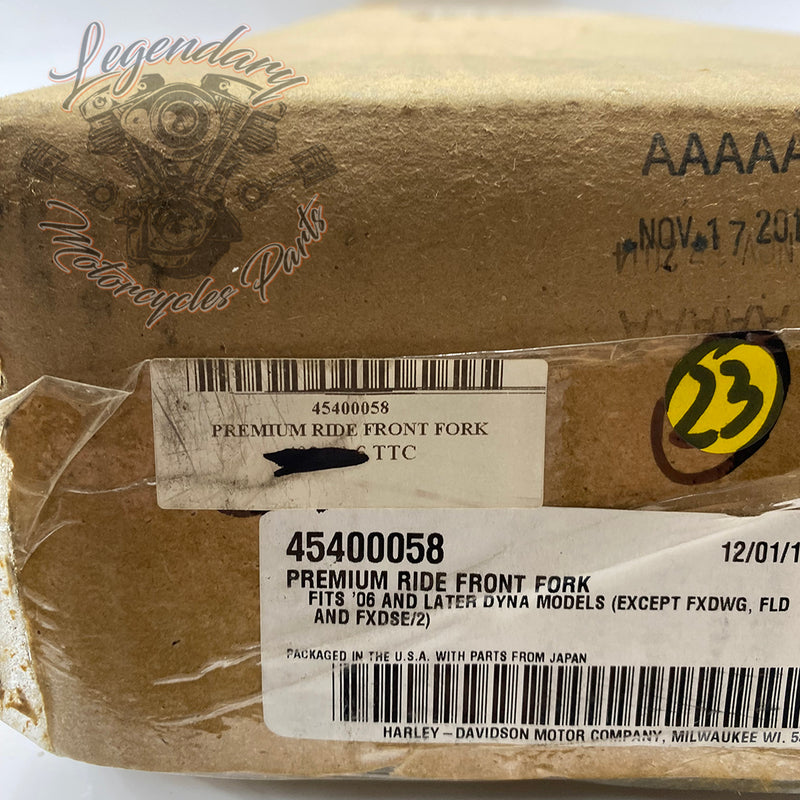 Legendary
Motorcycles Parts
AAAAA
NOV 17 201
23
45400058
PREMIUM RIDE FRONT FORK
TTC
45400058
12/01/1
PREMIUM RIDE FRONT FORK
FITS '06 AND LATER DYNA MODELS (EXCEPT FXDWG, FLD
AND FXDSE/2)
PACKAGED IN THE U.S.A. WITH PARTS FROM JAPAN
HARLEY-DAVIDSON MOTOR COMPANY, MILWAUKEE WI. 5